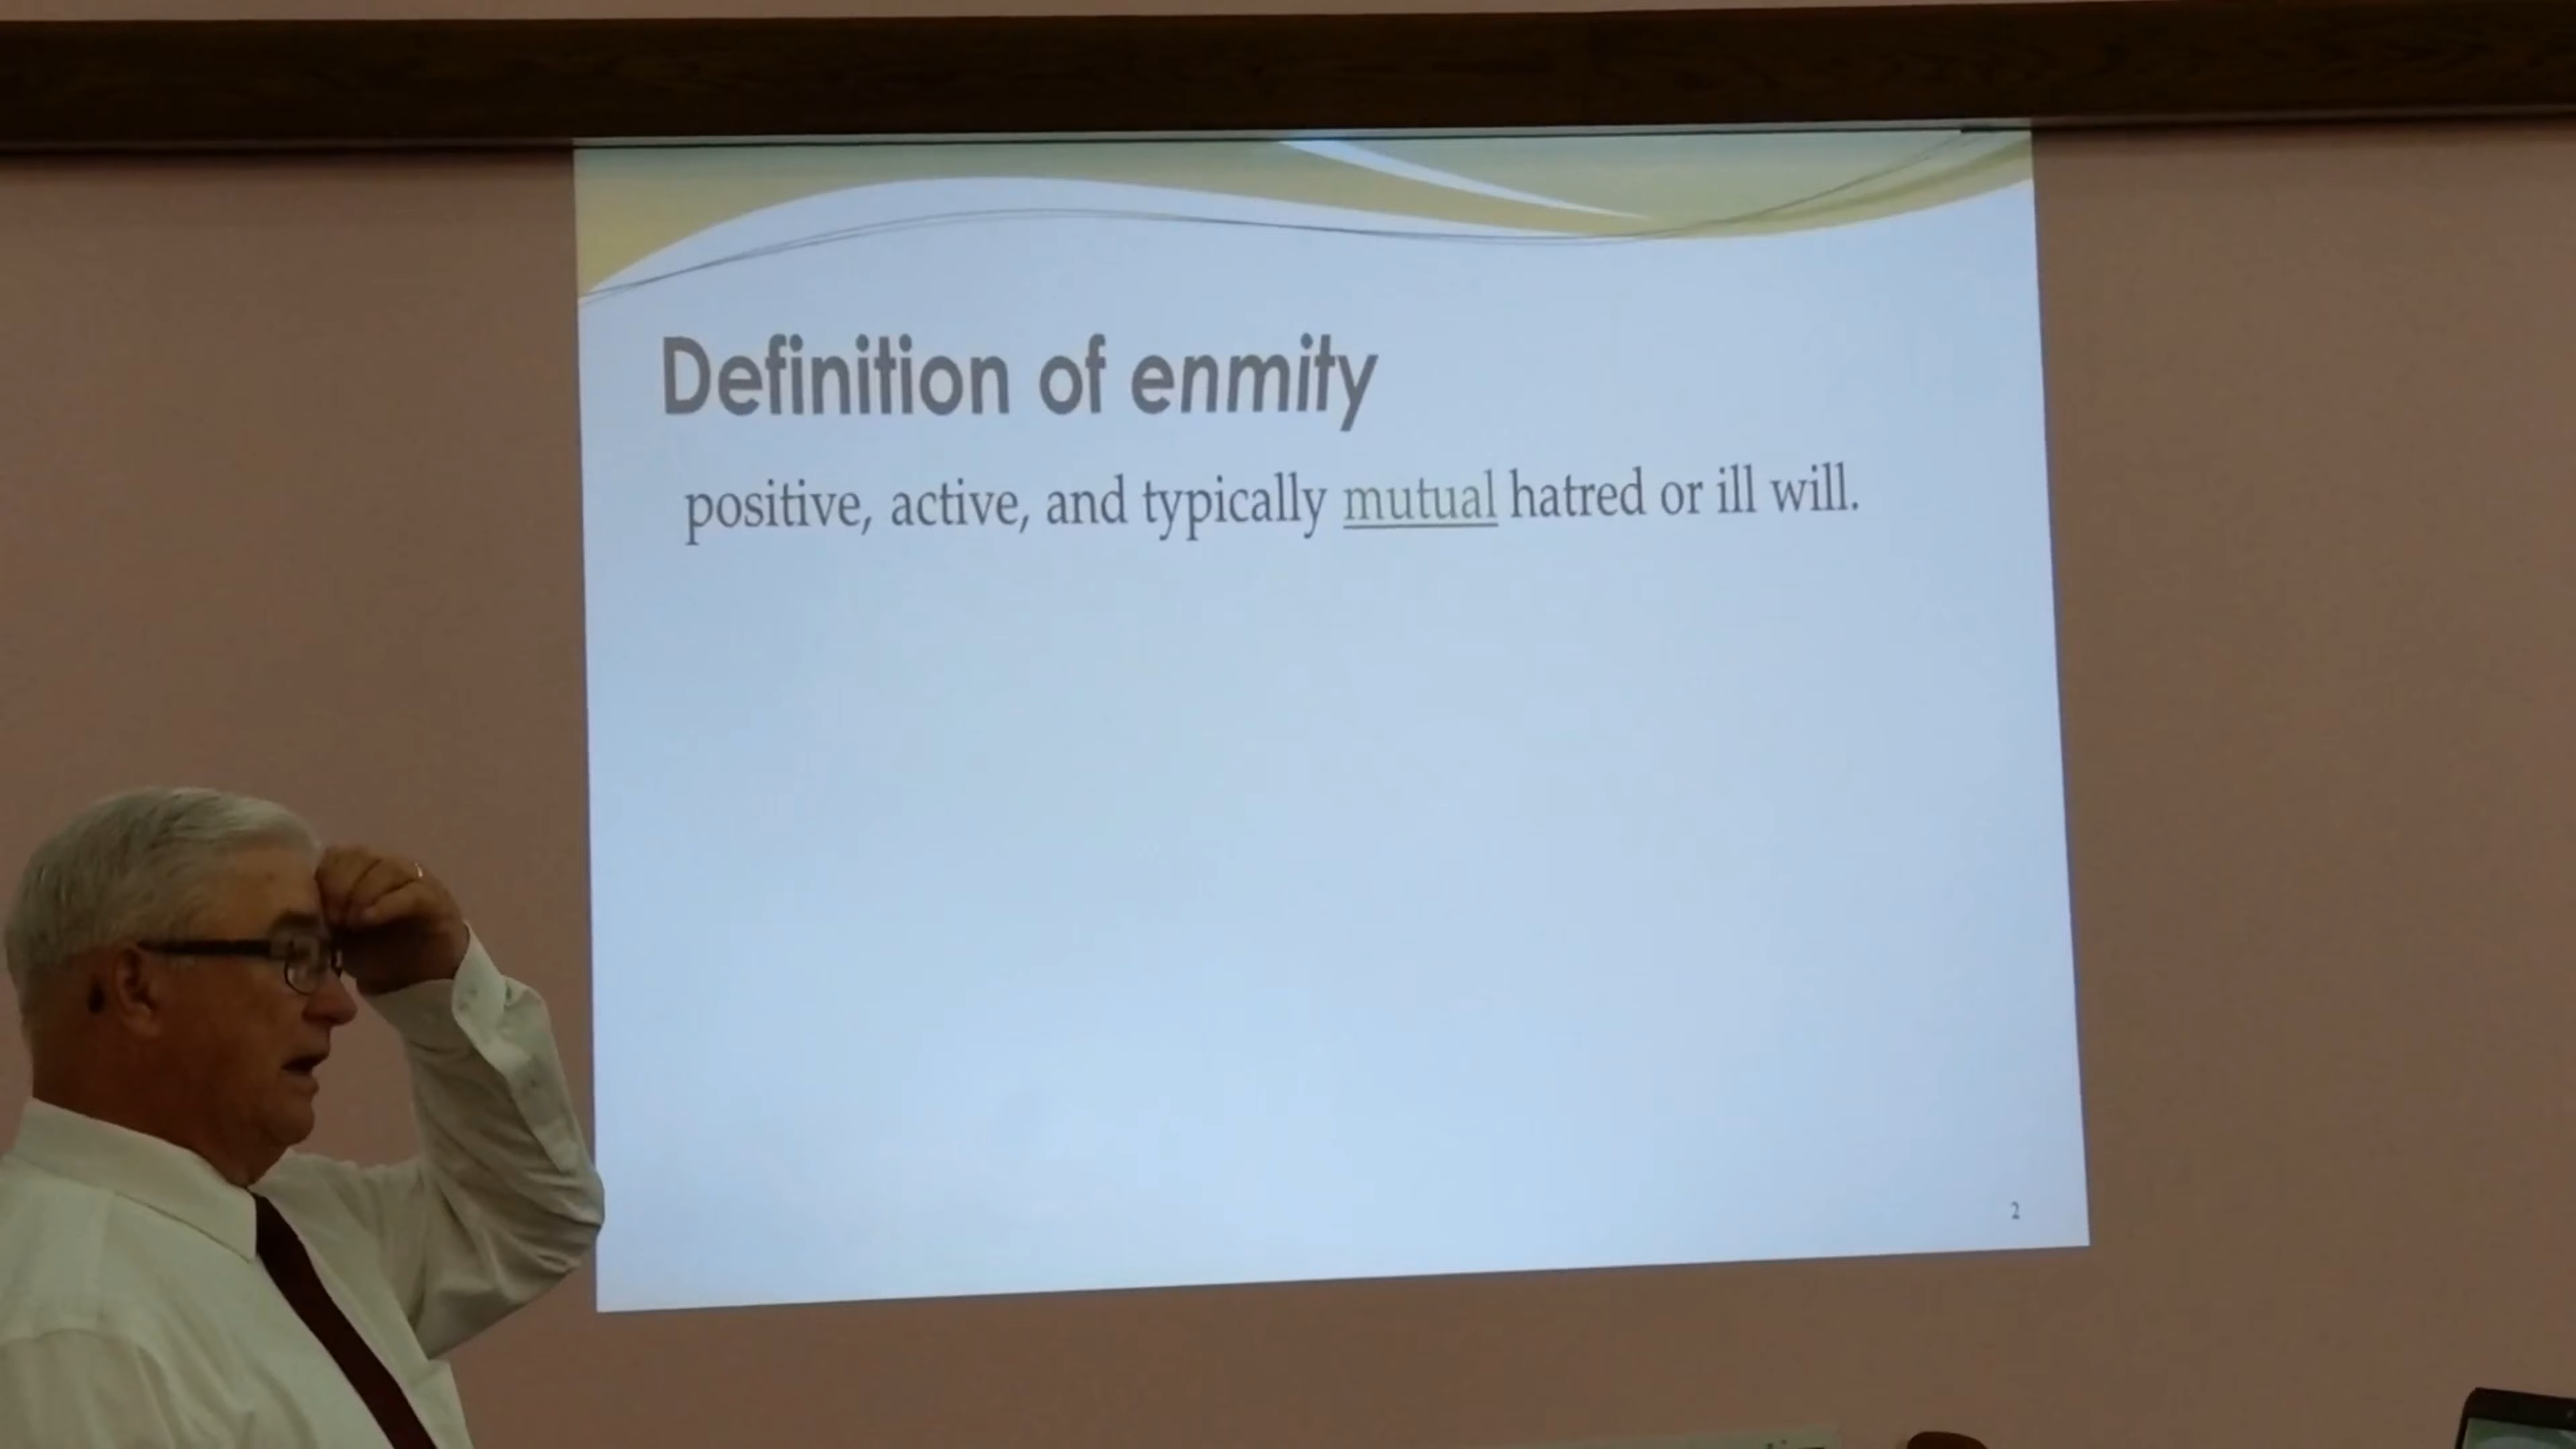 Definition of enmity
positive, active, and typically mutual hatred or ill will.
2